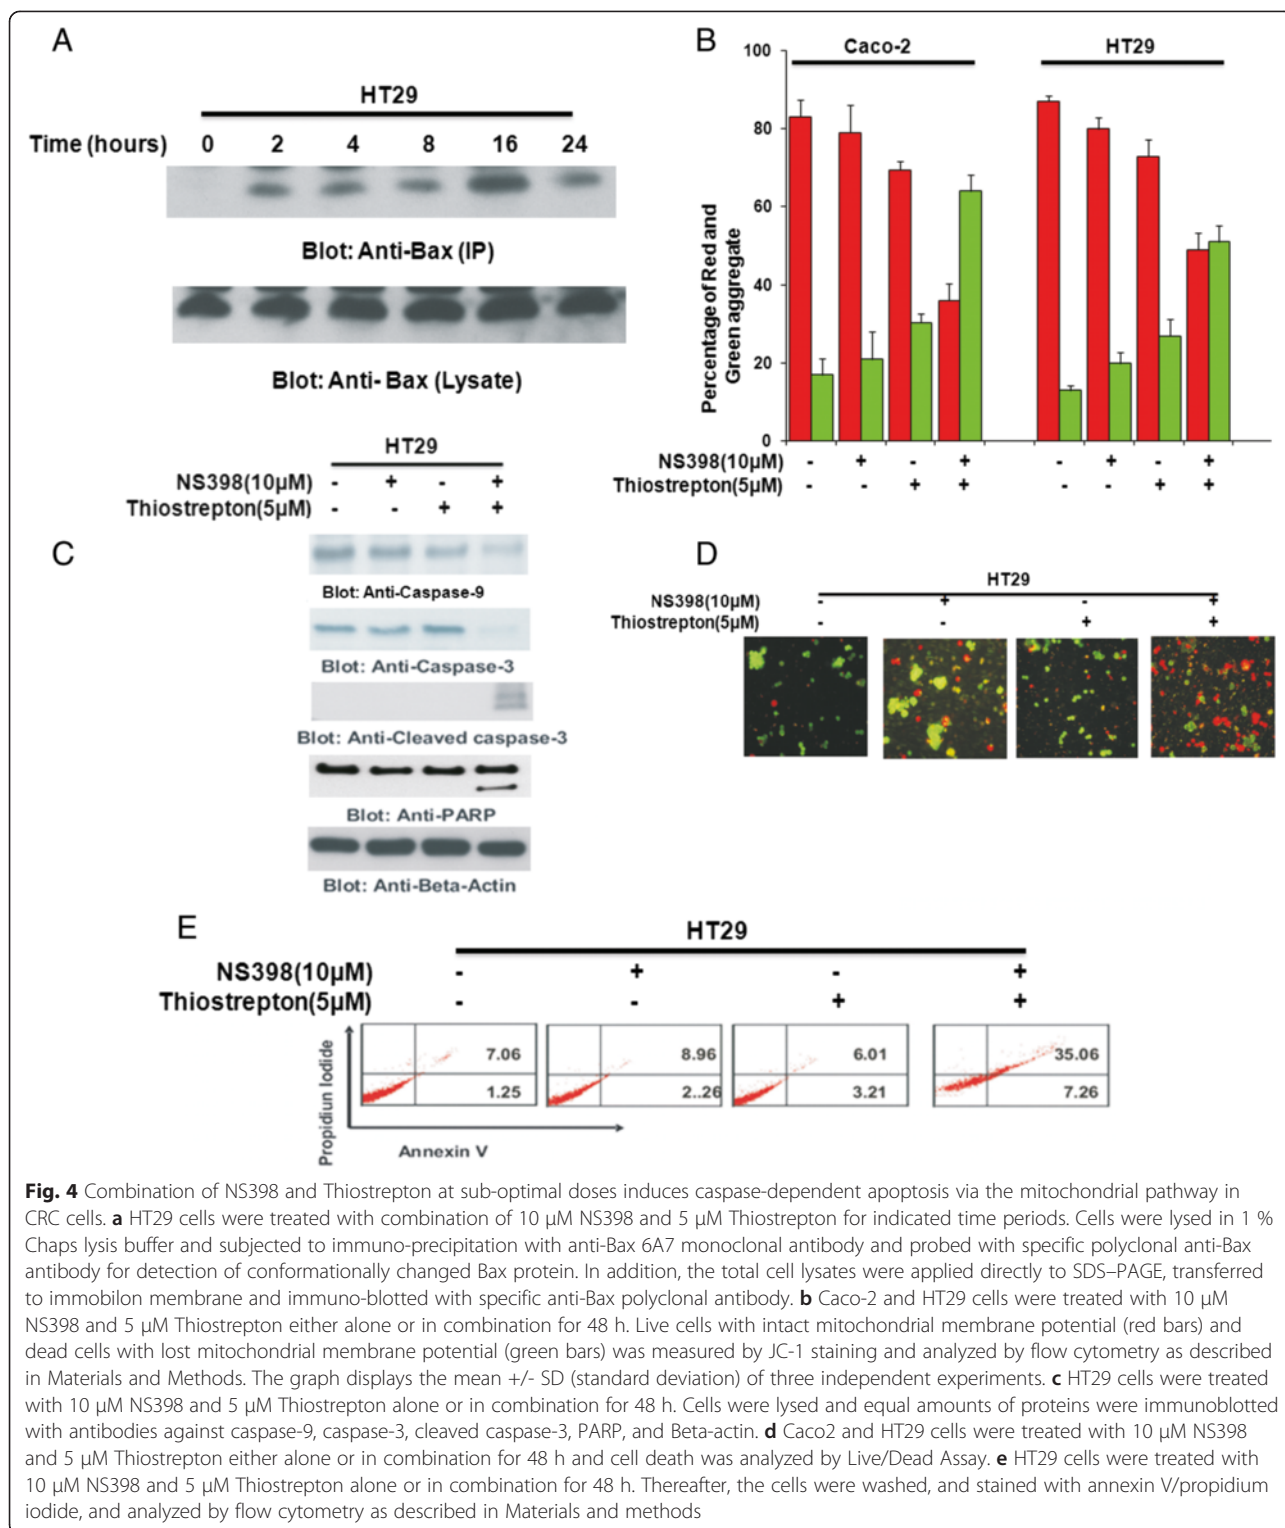 A
HT29
Time (hours) 0 2 4 8 16 24
Blot: Anti-Bax (IP)
Blot: Anti- Bax (Lysate)
B
Caco-2 HT29
Percentage of Red and
Green aggregate
100
80
60
40
20
0
NS398(10µM) - + - + - + - +
Thiostrepton(5µM) - - + + - - + +
C
HT29
NS398(10µM) - + - +
Thiostrepton(5µM) - - + +
Blot: Anti-Caspase-9
Blot: Anti-Caspase-3
Blot: Anti-Cleaved caspase-3
Blot: Anti-PARP
Blot: Anti-Beta-Actin
D
HT29
NS398(10µM) - + - +
Thiostrepton(5µM) - - + +
E
HT29
NS398(10µM) - + - +
Thiostrepton(5µM) - - + +
Propidiun Iodide
7.06 8.96 6.01 35.06
1.25 2..26 3.21 7.26
Annexin V
Fig. 4 Combination of NS398 and Thiostrepton at sub-optimal doses induces caspase-dependent apoptosis via the mitochondrial pathway in
CRC cells. a HT29 cells were treated with combination of 10 μM NS398 and 5 μM Thiostrepton for indicated time periods. Cells were lysed in 1 %
Chaps lysis buffer and subjected to immuno-precipitation with anti-Bax 6A7 monoclonal antibody and probed with specific polyclonal anti-Bax
antibody for detection of conformationally changed Bax protein. In addition, the total cell lysates were applied directly to SDS–PAGE, transferred
to immobilon membrane and immuno-blotted with specific anti-Bax polyclonal antibody. b Caco-2 and HT29 cells were treated with 10 μM
NS398 and 5 μM Thiostrepton either alone or in combination for 48 h. Live cells with intact mitochondrial membrane potential (red bars) and
dead cells with lost mitochondrial membrane potential (green bars) was measured by JC-1 staining and analyzed by flow cytometry as described
in Materials and Methods. The graph displays the mean +/- SD (standard deviation) of three independent experiments. c HT29 cells were treated
with 10 μM NS398 and 5 μM Thiostrepton alone or in combination for 48 h. Cells were lysed and equal amounts of proteins were immunoblotted
with antibodies against caspase-9, caspase-3, cleaved caspase-3, PARP, and Beta-actin. d Caco2 and HT29 cells were treated with 10 μM NS398
and 5 μM Thiostrepton either alone or in combination for 48 h and cell death was analyzed by Live/Dead Assay. e HT29 cells were treated with
10 μM NS398 and 5 μM Thiostrepton alone or in combination for 48 h. Thereafter, the cells were washed, and stained with annexin V/propidium
iodide, and analyzed by flow cytometry as described in Materials and methods